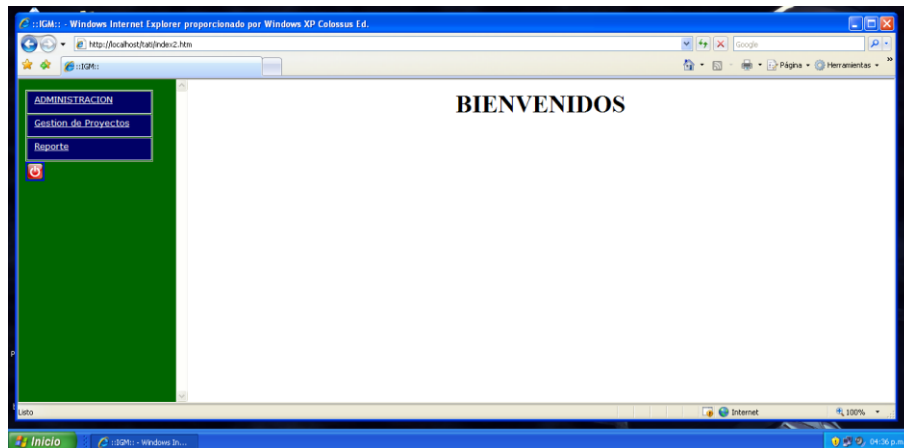 ::IGM:: - Windows Internet Explorer proporcionado por Windows XP Colossus Ed.
http://localhost/tati/index2.htm
Google
::IGM::
Página
Herramientas
ADMINISTRACION
Gestion de Proyectos
Reporte
BIENVENIDOS
Listo
Internet
100%
Inicio
::IGM:: - Windows In...
04:36 p.m.